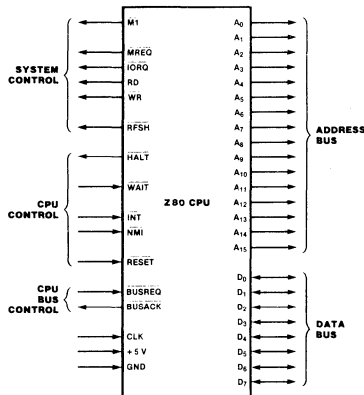 SYSTEM
CONTROL
M1
MREQ
IORQ
RD
WR
RFSH
CPU
CONTROL
HALT
WAIT
INT
NMI
RESET
CPU
BUS
CONTROL
BUSREQ
BUSACK
CLK
+5 V
GND
Z80 CPU
A0
A1
A2
A3
A4
A5
A6
A7
A8
A9
A10
A11
A12
A13
A14
A15
ADDRESS
BUS
D0
D1
D2
D3
D4
D5
D6
D7
DATA
BUS